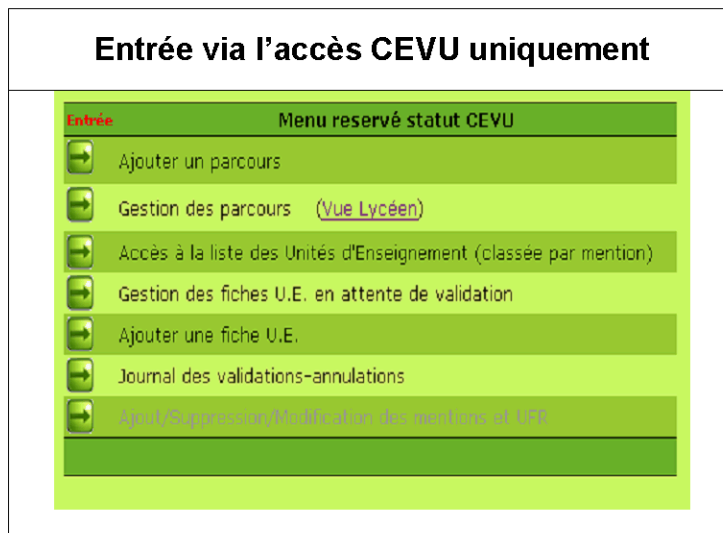 Entrée via l'accès CEVU uniquement
Entrée Menu reservé statut CEVU
Ajouter un parcours
Gestion des parcours (Vue Lycéen)
Accès à la liste des Unités d'Enseignement (classée par mention)
Gestion des fiches U.E. en attente de validation
Ajouter une fiche U.E.
Journal des validations-annulations
Ajout/Suppression/Modification des mentions et UFR